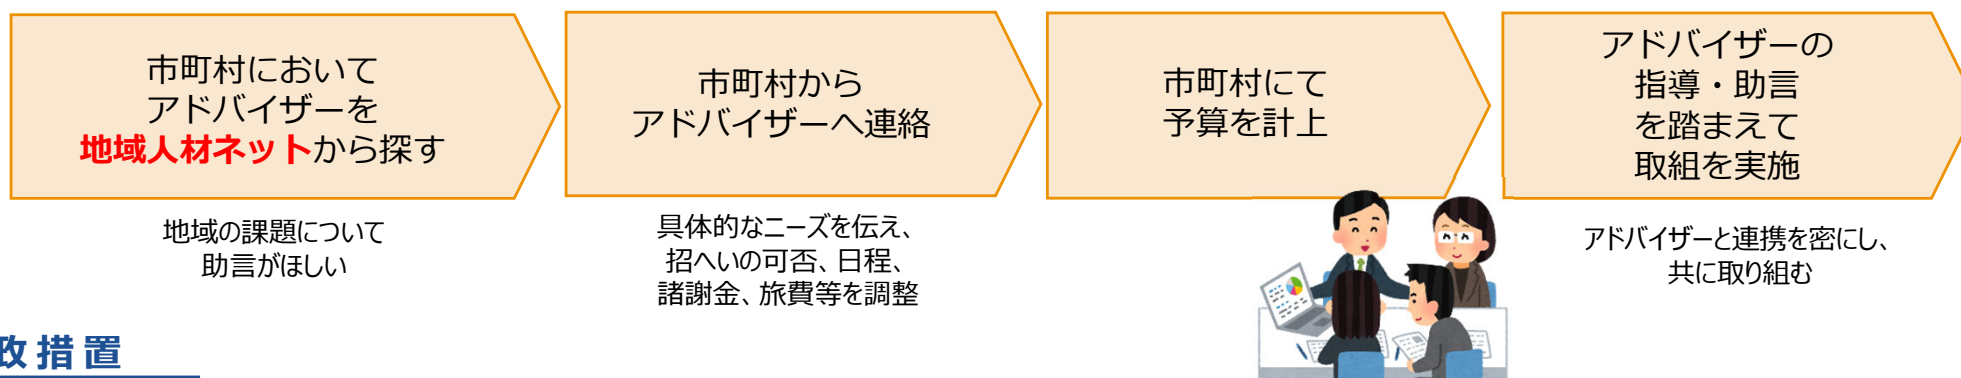 市町村において
アドバイザーを
地域人材ネットから探す
地域の課題について
助言がほしい
市町村から
アドバイザーへ連絡
具体的なニーズを伝え、
招へいの可否、日程、
諸謝金、旅費等を調整
市町村にて
予算を計上
アドバイザーの
指導・助言
を踏まえて
取組を実施
アドバイザーと連携を密にし、
共に取り組む
政措置